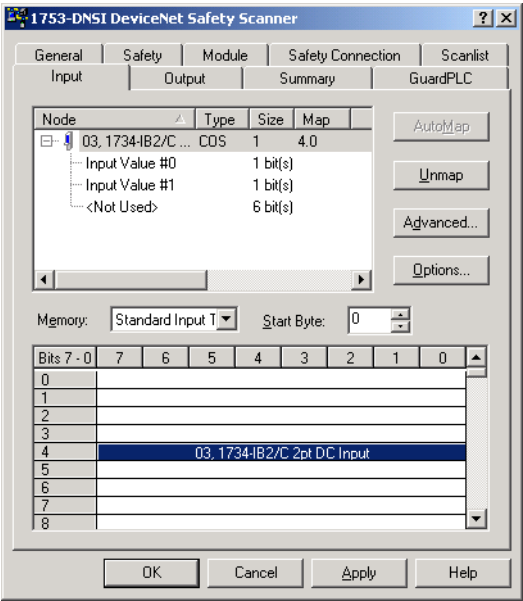 1753-DNSI DeviceNet Safety Scanner
General Safety Module Safety Connection Scanlist
Input Output Summary GuardPLC
Node Type Size Map
03, 1734-IB2/C ... COS 1 4.0
Input Value #0 1 bit(s)
Input Value #1 1 bit(s)
<Not Used> 6 bit(s)
AutoMap
Unmap
Advanced...
Options...
Memory: Standard Input T Start Byte: 0
Bits 7 - 0 7 6 5 4 3 2 1 0
0
1
2
3
4 03, 1734-IB2/C 2pt DC Input
5
6
7
8
OK Cancel Apply Help